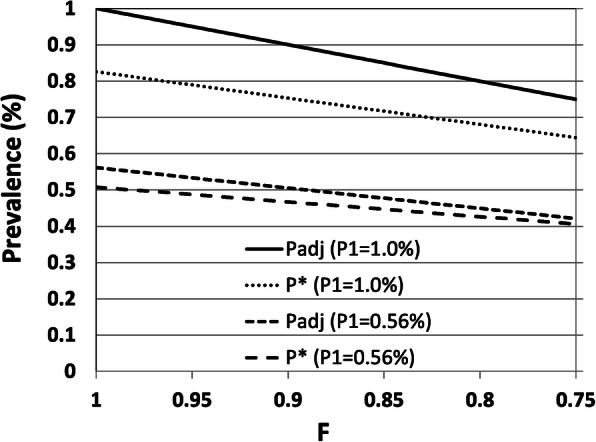 Prevalence (%)
1
0.9
0.8
0.7
0.6
0.5
0.4
0.3
0.2
0.1
0
Padj (P1=1.0%)
P* (P1=1.0%)
Padj (P1=0.56%)
P* (P1=0.56%)
1 0.95 0.9 0.85 0.8 0.75
F